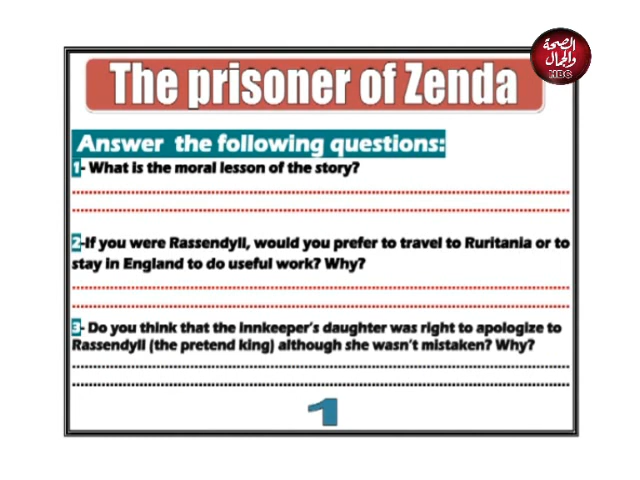 الصحة
والجمال
HBC
The prisoner of Zenda
Answer the following questions:
1- What is the moral lesson of the story?
2-If you were Rassendyll, would you prefer to travel to Ruritania or to
stay in England to do useful work? Why?
3- Do you think that the innkeeper's daughter was right to apologize to
Rassendyll (the pretend king) although she wasn't mistaken? Why?
1